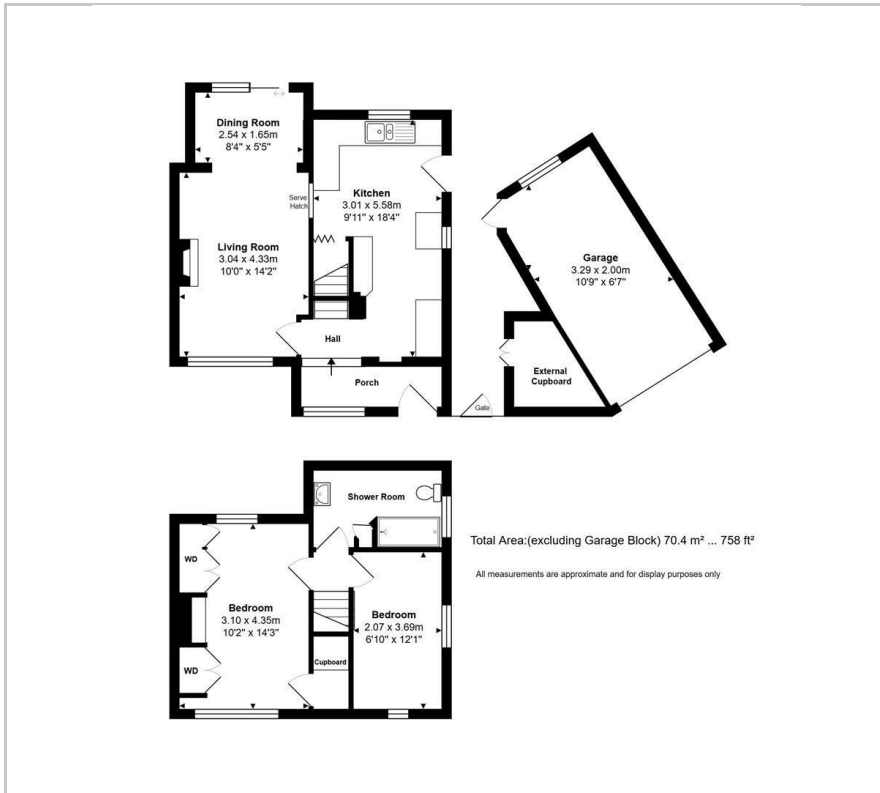 Dining Room
2.54 x 1.65m
8'4" x 5'5"
Serve
Hatch
Kitchen
3.01 x 5.58m
9'11" x 18'4"
Living Room
3.04 x 4.33m
10'0" x 14'2"
Hall
Porch
Gate
Garage
3.29 x 2.00m
10'9" x 6'7"
External
Cupboard
Shower Room
WD
Bedroom
3.10 x 4.35m
10'2" x 14'3"
WD
Cupboard
Bedroom
2.07 x 3.69m
6'10" x 12'1"
Total Area:(excluding Garage Block) 70.4 m² ... 758 ft²
All measurements are approximate and for display purposes only